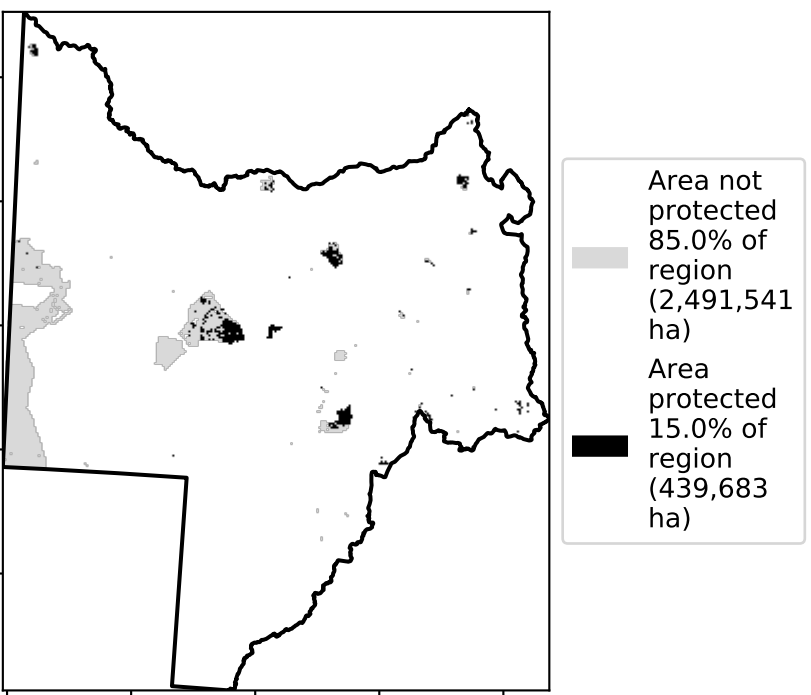 Area not
protected
85.0% of
region
(2,491,541
ha)
Area
protected
15.0% of
region
(439,683
ha)